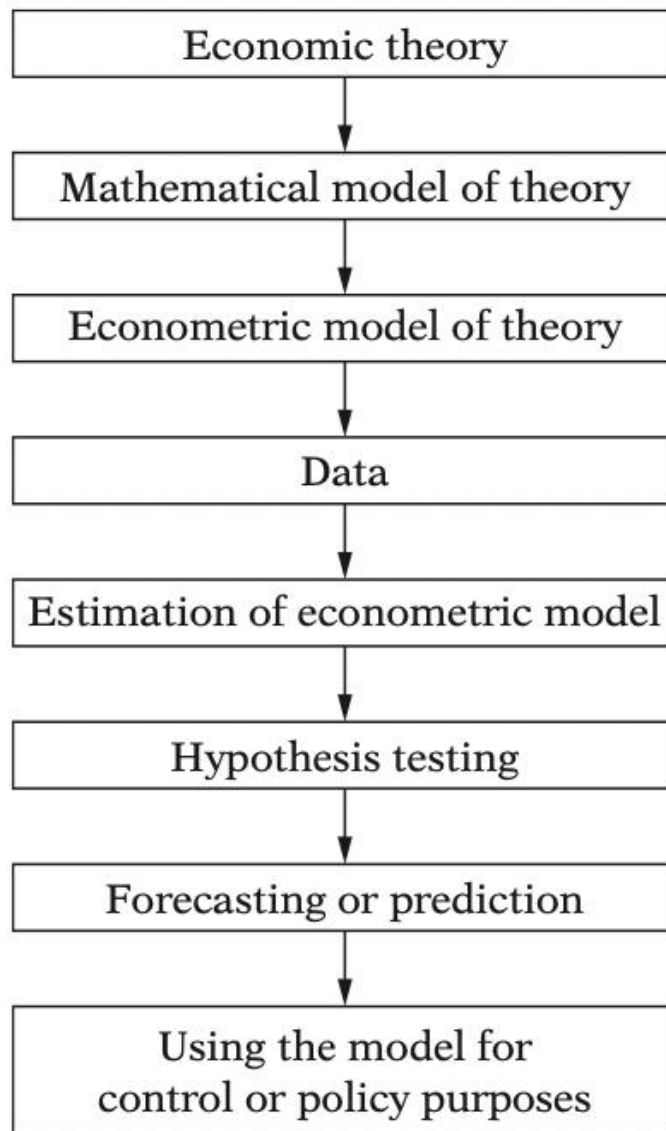 Economic theory
Mathematical model of theory
Econometric model of theory
Data
Estimation of econometric model
Hypothesis testing
Forecasting or prediction
Using the model for
control or policy purposes